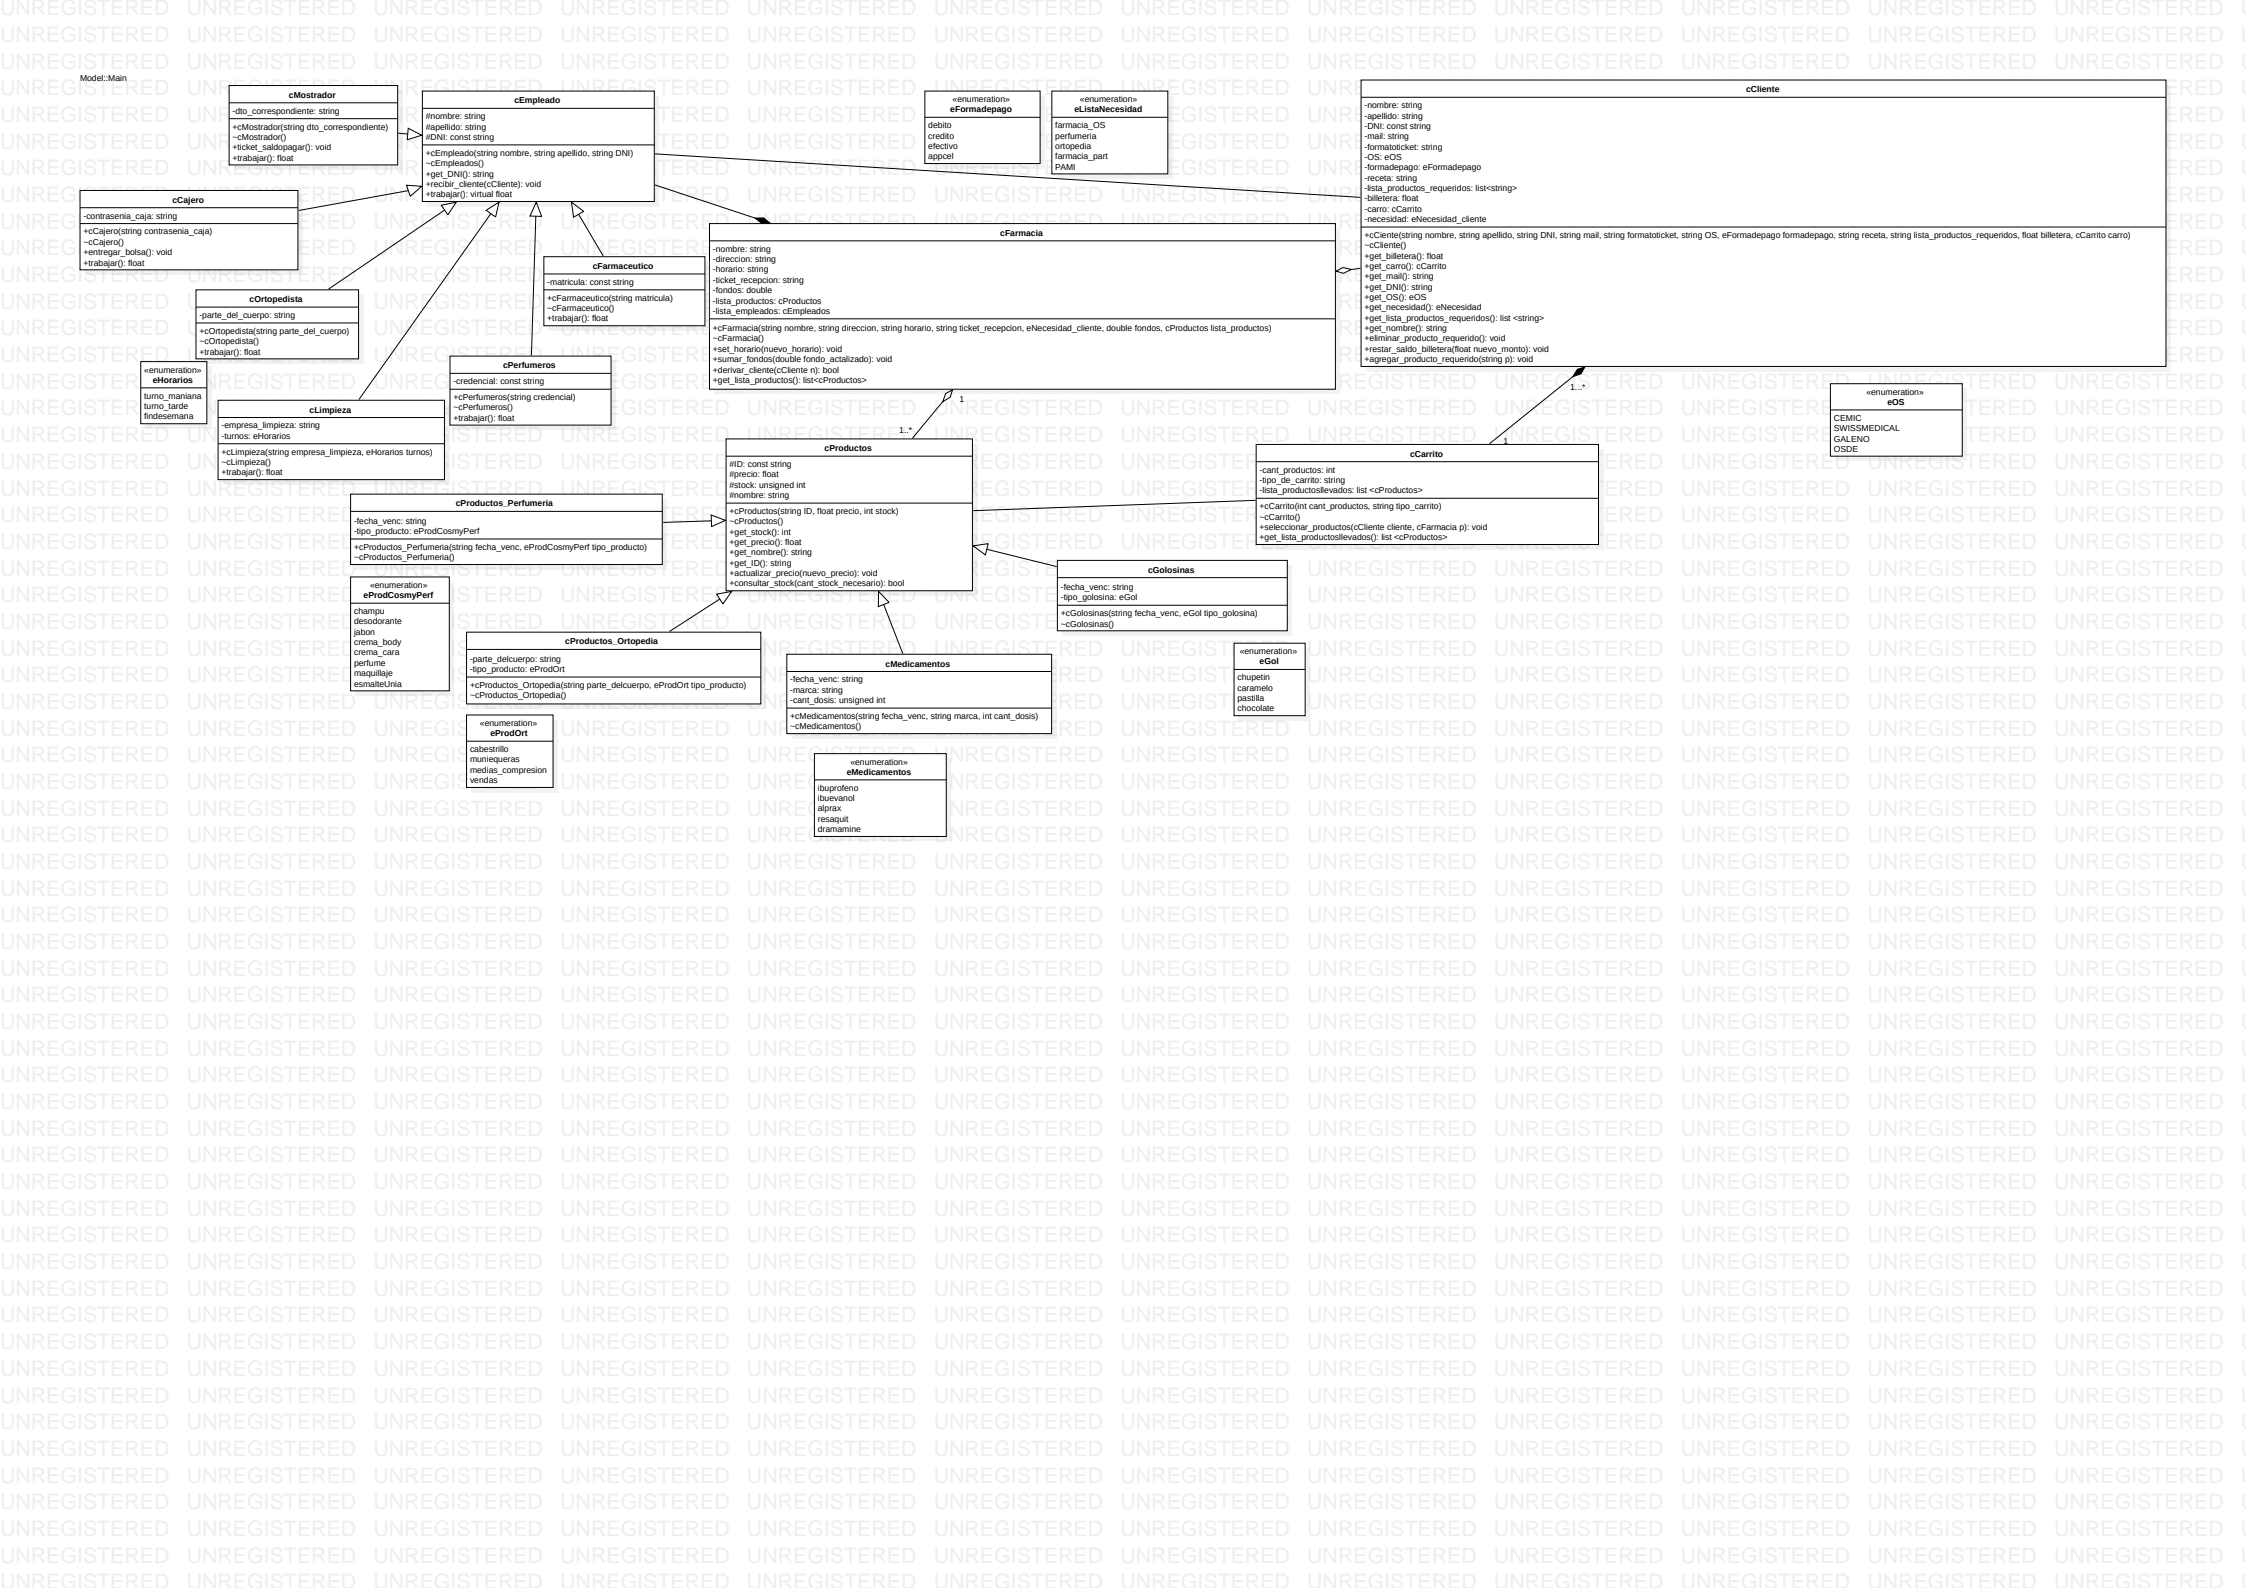 Model::Main
cMostrador
-dto_correspondiente: string
+cMostrador(string dto_correspondiente)
~cMostrador()
+ticket_saldopagar(): void
+trabajar(): float
cEmpleado
#nombre: string
#apellido: string
#DNI: const string
+cEmpleado(string nombre, string apellido, string DNI)
~cEmpleados()
+get_DNI(): string
+recibir_cliente(cCliente): void
+trabajar(): virtual float
«enumeration»
eFormadepago
debito
credito
efectivo
appcel
«enumeration»
eListaNecesidad
farmacia_OS
perfumeria
ortopedia
farmacia_part
PAMI
cCliente
-nombre: string
-apellido: string
-DNI: const string
-mail: string
-formatoticket: string
-OS: eOS
-formadepago: eFormadepago
-receta: string
-lista_productos_requeridos: list<string>
-billetera: float
-carro: cCarrito
-necesidad: eNecesidad_cliente
+cCiente(string nombre, string apellido, string DNI, string mail, string formatoticket, string OS, eFormadepago formadepago, string receta, string lista_productos_requeridos, float billetera, cCarrito carro)
~cCliente()
+get_billetera(): float
+get_carro(): cCarrito
+get_mail(): string
+get_DNI(): string
+get_OS(): eOS
+get_necesidad(): eNecesidad
+get_lista_productos_requeridos(): list <string>
+get_nombre(): string
+eliminar_producto_requerido(): void
+restar_saldo_billetera(float nuevo_monto): void
+agregar_producto_requerido(string p): void
cCajero
-contrasenia_caja: string
+cCajero(string contrasenia_caja)
~cCajero()
+entregar_bolsa(): void
+trabajar(): float
cFarmacia
-nombre: string
-direccion: string
-horario: string
-ticket_recepcion: string
-fondos: double
-lista_productos: cProductos
-lista_empleados: cEmpleados
+cFarmacia(string nombre, string direccion, string horario, string ticket_recepcion, eNecesidad_cliente, double fondos, cProductos lista_productos)
~cFarmacia()
+set_horario(nuevo_horario): void
+sumar_fondos(double fondo_actalizado): void
+derivar_cliente(cCliente n): bool
+get_lista_productos(): list<cProductos>
cFarmaceutico
-matricula: const string
+cFarmaceutico(string matricula)
~cFarmaceutico()
+trabajar(): float
cOrtopedista
-parte_del_cuerpo: string
+cOrtopedista(string parte_del_cuerpo)
~cOrtopedista()
+trabajar(): float
«enumeration»
eHorarios
turno_maniana
turno_tarde
findesemana
cPerfumeros
-credencial: const string
+cPerfumeros(string credencial)
~cPerfumeros()
+trabajar(): float
cLimpieza
-empresa_limpieza: string
-turnos: eHorarios
+cLimpieza(string empresa_limpieza, eHorarios turnos)
~cLimpieza()
+trabajar(): float
1
1..*
1...*
1
«enumeration»
eOS
CEMIC
SWISSMEDICAL
GALENO
OSDE
cProductos
#ID: const string
#precio: float
#stock: unsigned int
#nombre: string
+cProductos(string ID, float precio, int stock)
~cProductos()
+get_stock(): int
+get_precio(): float
+get_nombre(): string
+get_ID(): string
+actualizar_precio(nuevo_precio): void
+consultar_stock(cant_stock_necesario): bool
cCarrito
-cant_productos: int
-tipo_de_carrito: string
-lista_productosllevados: list <cProductos>
+cCarrito(int cant_productos, string tipo_carrito)
~cCarrito()
+seleccionar_productos(cCliente cliente, cFarmacia p): void
+get_lista_productosllevados(): list <cProductos>
cProductos_Perfumeria
-fecha_venc: string
-tipo_producto: eProdCosmyPerf
+cProductos_Perfumeria(string fecha_venc, eProdCosmyPerf tipo_producto)
~cProductos_Perfumeria()
cGolosinas
-fecha_venc: string
-tipo_golosina: eGol
+cGolosinas(string fecha_venc, eGol tipo_golosina)
~cGolosinas()
«enumeration»
eProdCosmyPerf
champu
desodorante
jabon
crema_body
crema_cara
perfume
maquillaje
esmalteUnia
cProductos_Ortopedia
-parte_delcuerpo: string
-tipo_producto: eProdOrt
+cProductos_Ortopedia(string parte_delcuerpo, eProdOrt tipo_producto)
~cProductos_Ortopedia()
cMedicamentos
-fecha_venc: string
-marca: string
-cant_dosis: unsigned int
+cMedicamentos(string fecha_venc, string marca, int cant_dosis)
~cMedicamentos()
«enumeration»
eGol
chupetin
caramelo
pastilla
chocolate
«enumeration»
eProdOrt
cabestrillo
muniequeras
medias_compresion
vendas
«enumeration»
eMedicamentos
ibuprofeno
ibuevanol
alprax
resaquit
dramamine
UNREGISTERED